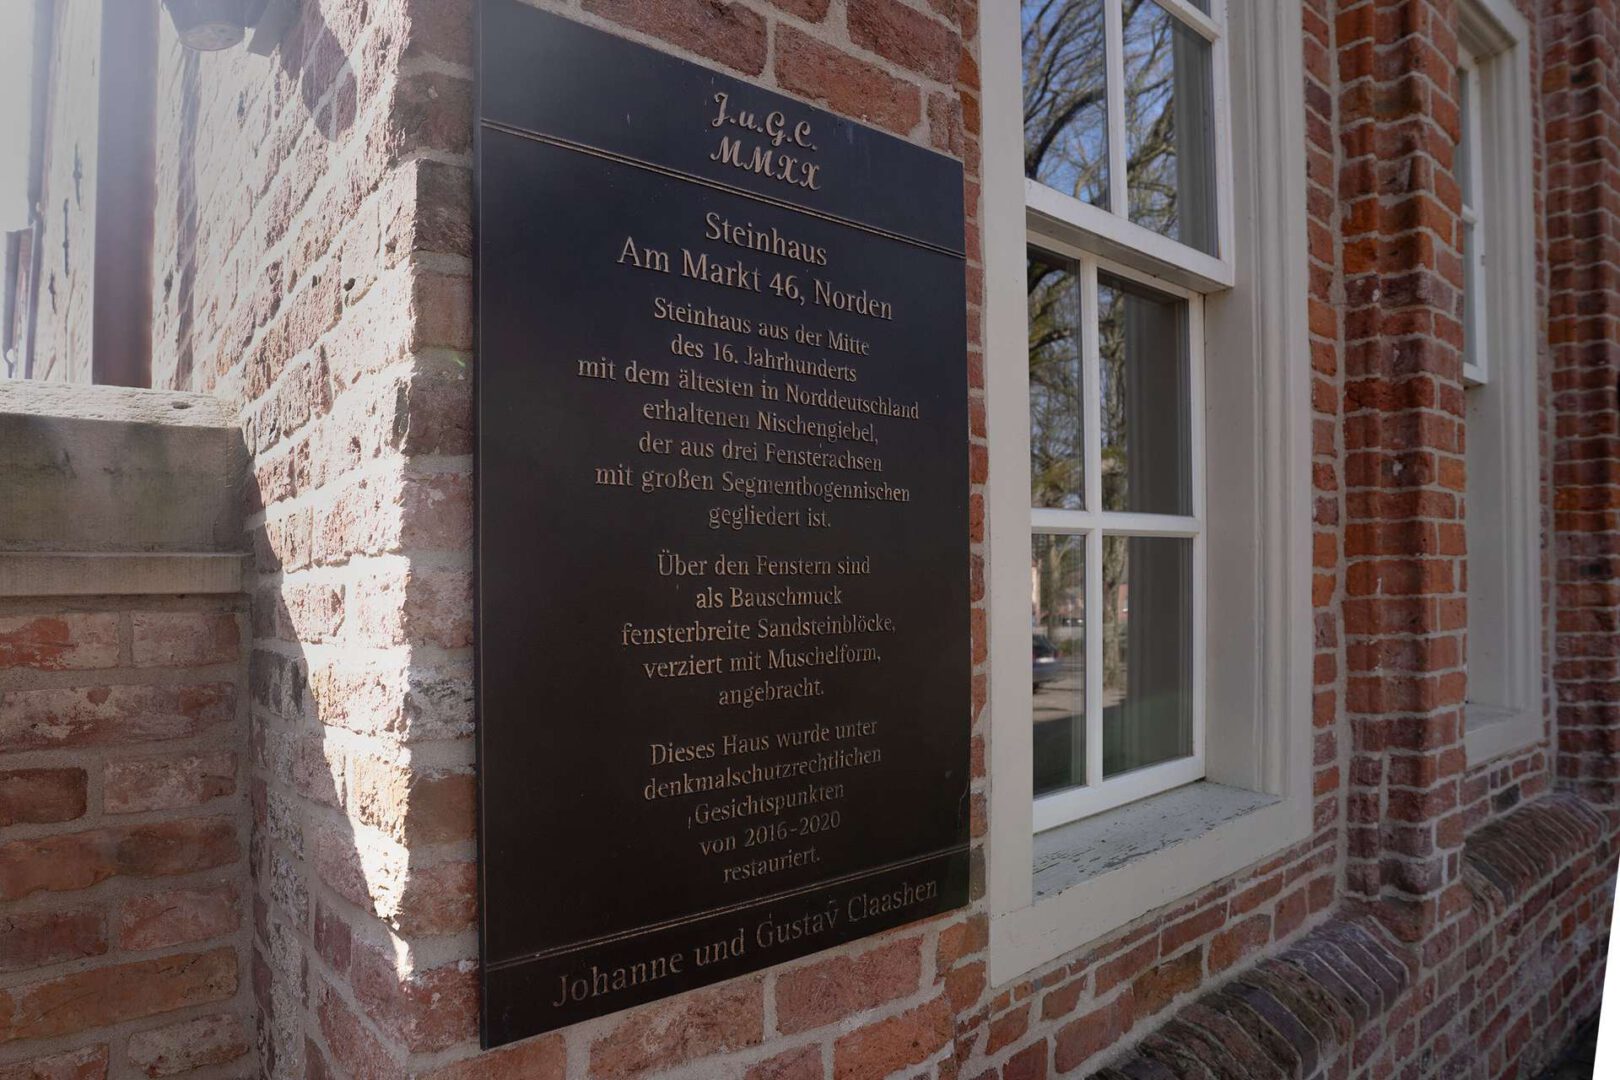 J.u.G.C.
MMXX
Steinhaus
Am Markt 46, Norden
Steinhaus aus der Mitte
des 16. Jahrhunderts
mit dem ältesten in Norddeutschland
erhaltenen Nischengiebel,
der aus drei Fensterachsen
mit großen Segmentbogennischen
gegliedert ist.
Über den Fenstern sind
als Bauschmuck
fensterbreite Sandsteinblöcke,
verziert mit Muschelform,
angebracht.
Dieses Haus wurde unter
denkmalschutzrechtlichen
Gesichtspunkten
von 2016-2020
restauriert.
Johanne und Gustav Claashen